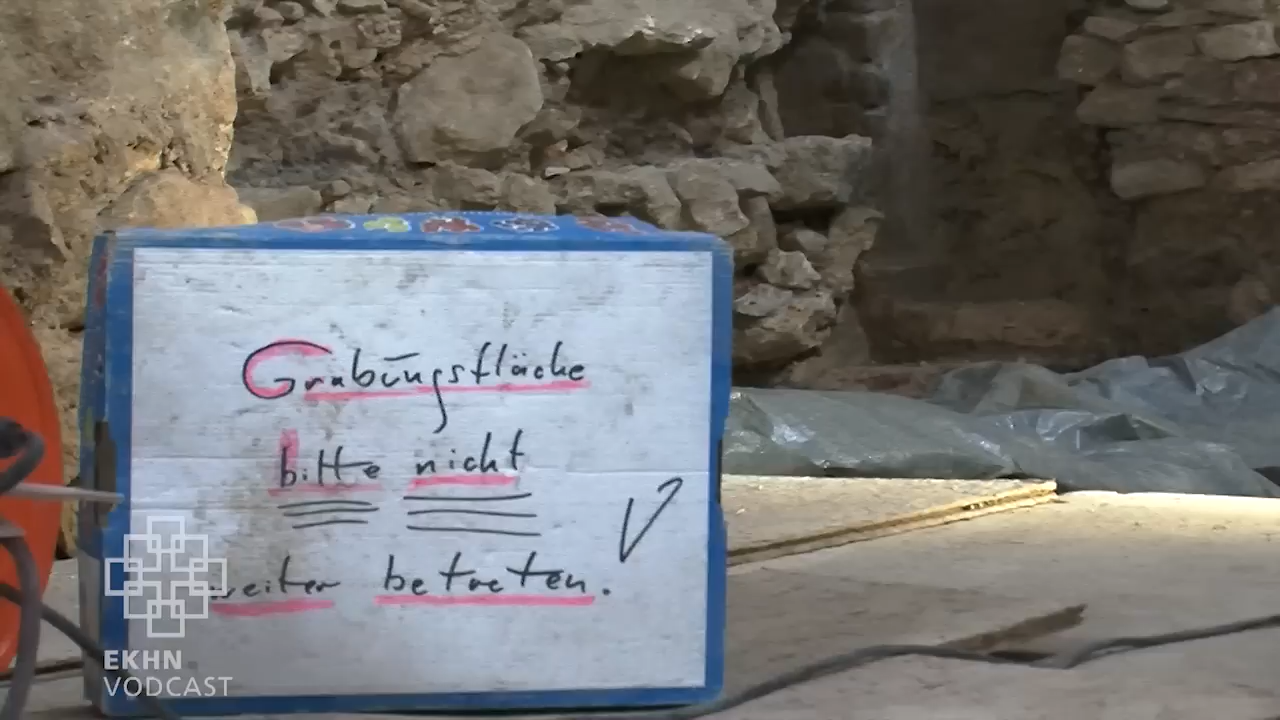 Grabungsfläche
bitte nicht
weiter betreten.
EKHN
VODCAST